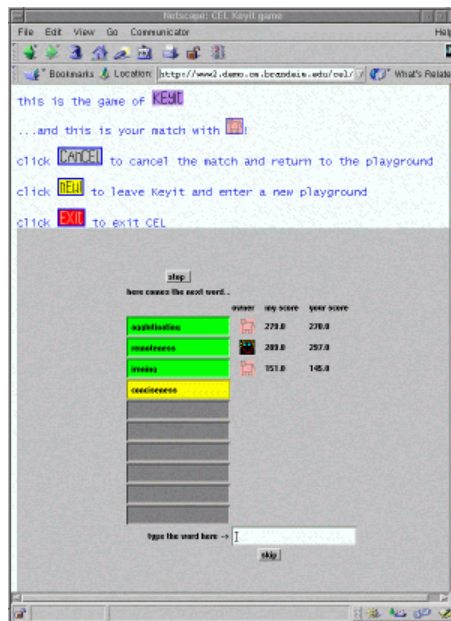 Netscape: CEL Keyit game
File Edit View Go Communicator Help
Bookmarks Location: http://www2.demo.cs.brandeis.edu/cel/ What's Relate
this is the game of KEYIT
...and this is your match with !
click CANCEL to cancel the match and return to the playground
click NEW to leave Keyit and enter a new playground
click EXIT to exit CEL
stop
here comes the next word..
owner my score your score
agglutinating 279.0 270.0
remoteness 289.0 297.0
ironing 151.0 145.0
conciseness
type the word here ->
skip